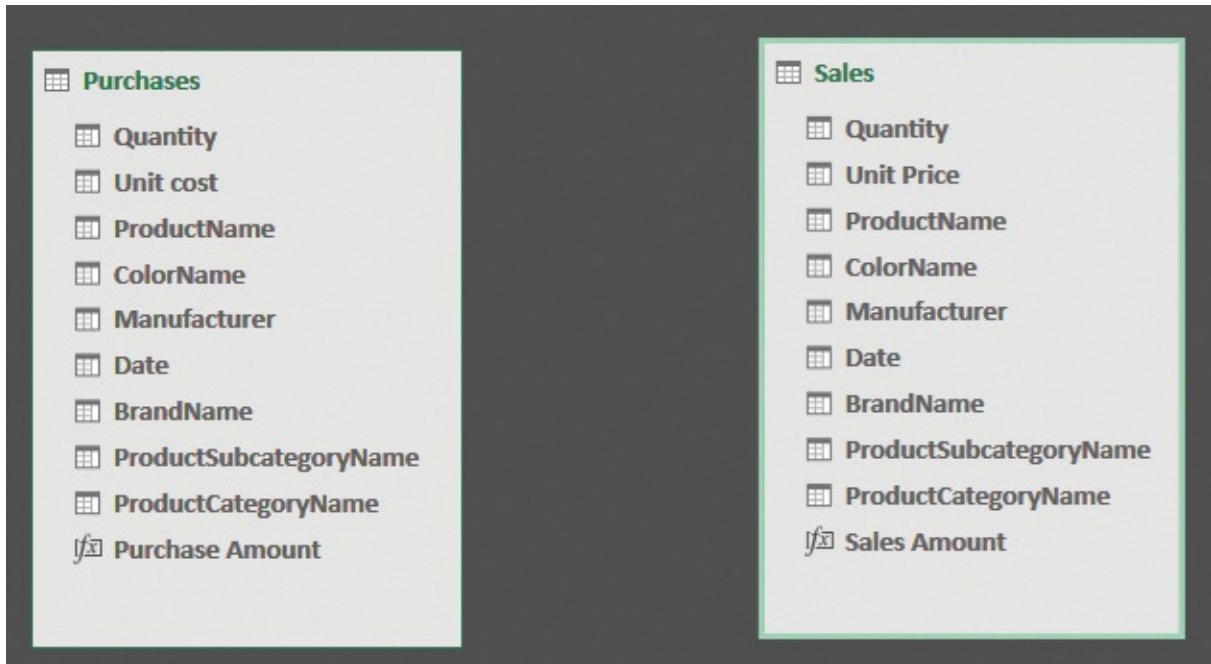 Purchases
Quantity
Unit cost
ProductName
ColorName
Manufacturer
Date
BrandName
ProductSubcategoryName
ProductCategoryName
Purchase Amount
Sales
Quantity
Unit Price
ProductName
ColorName
Manufacturer
Date
BrandName
ProductSubcategoryName
ProductCategoryName
Sales Amount